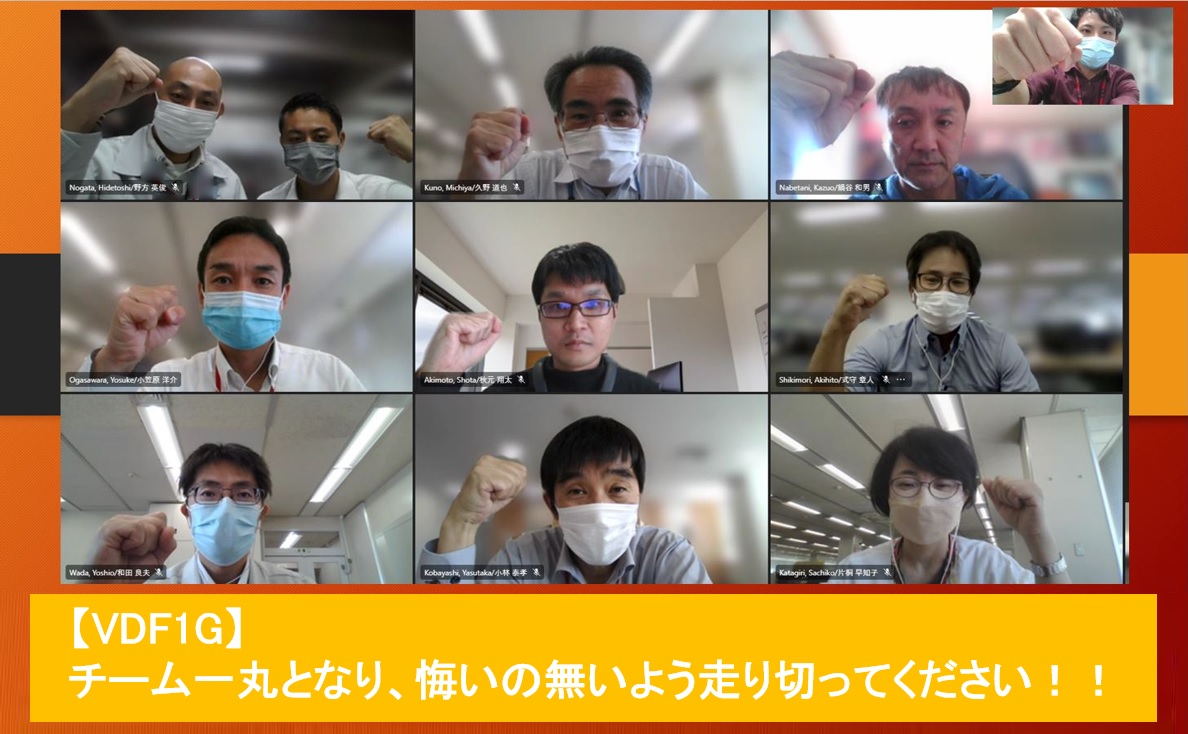 Nogata, Hidetoshi/野方 英俊
Kuno, Michiya/久野 道也
Nabetani, Kazuo/鍋谷 和男
Ogasawara, Yosuke/小笠原 洋介
Akimoto, Shota/秋元 翔太
Shikimori, Akihito/式守 章人
Wada, Yoshio/和田 良夫
Kobayashi, Yasutaka/小林 泰孝
Katagiri, Sachiko/片桐 早知子
【VDF1G】
チーム一丸となり、悔いの無いよう走り切ってください！！